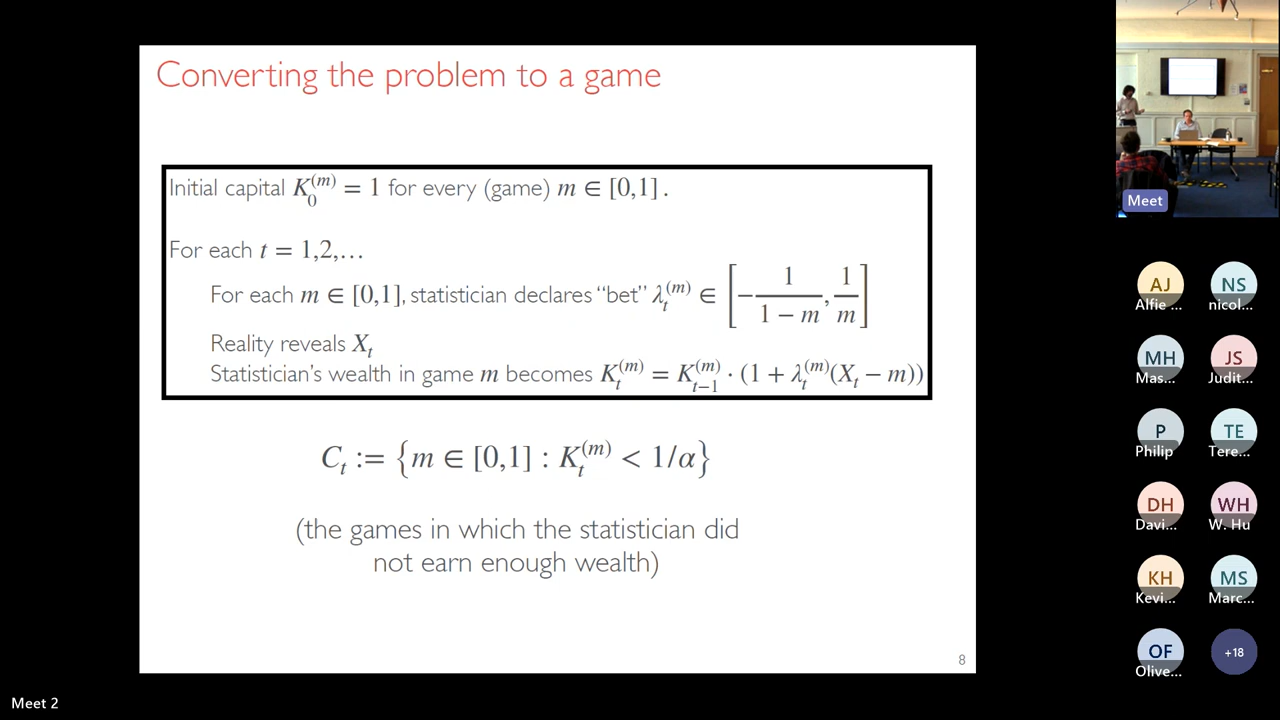 Converting the problem to a game
Initial capital K_0^{(m)} = 1 for every (game) m ∈ [0,1].
For each t = 1,2,…
For each m ∈ [0,1], statistician declares “bet” λ_t^{(m)} ∈ [−1/(1 − m), 1/m]
Reality reveals X_t
Statistician’s wealth in game m becomes K_t^{(m)} = K_{t−1}^{(m)} · (1 + λ_t^{(m)}(X_t − m))
C_t := {m ∈ [0,1] : K_t^{(m)} < 1/α}
(the games in which the statistician did
not earn enough wealth)
8
Meet
AJ
Alfie …
NS
nicol…
MH
Mas…
JS
Judit…
P
Philip
TE
Tere…
DH
Davi…
WH
W. Hu
KH
Kevi…
MS
Marc…
OF
Olive…
+18
Meet 2